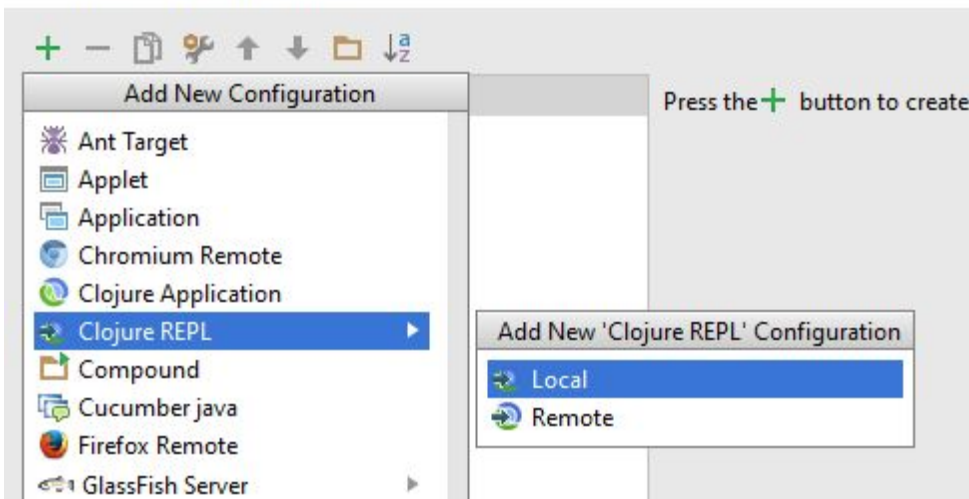 Add New Configuration
Press the + button to create
Ant Target
Applet
Application
Chromium Remote
Clojure Application
Clojure REPL
Add New 'Clojure REPL' Configuration
Compound
Local
Cucumber java
Remote
Firefox Remote
GlassFish Server